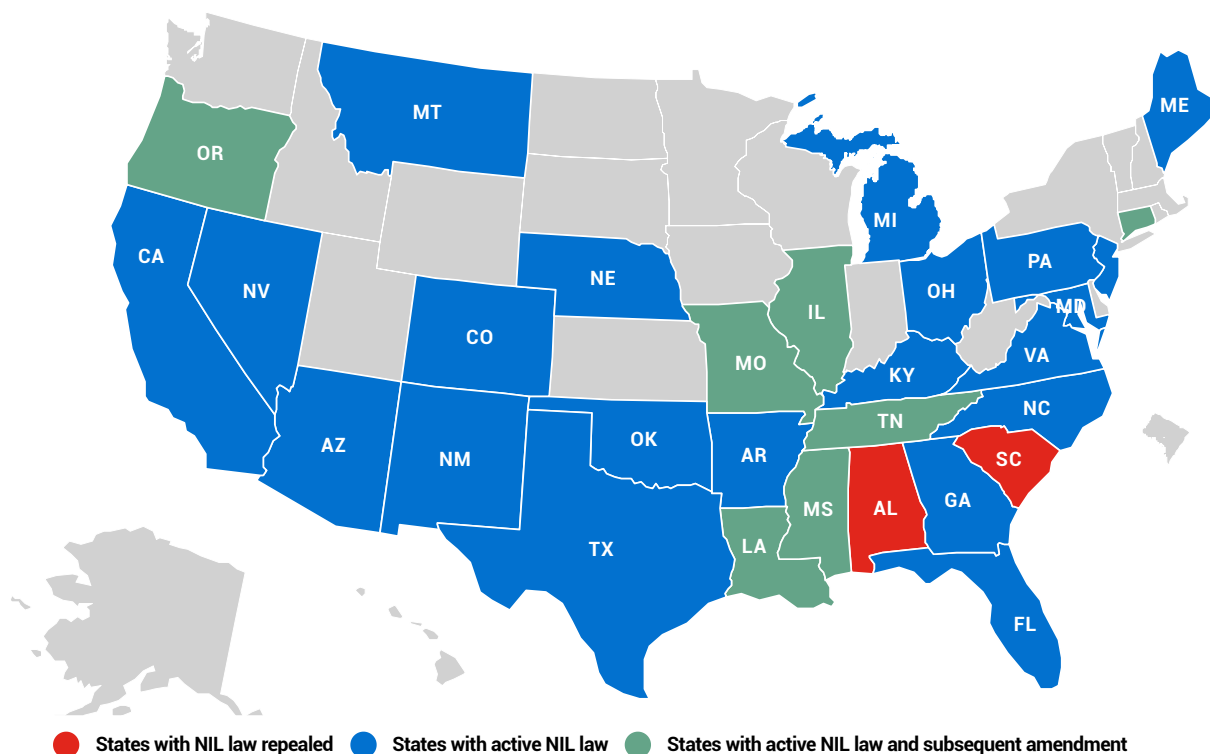 MT
ME
OR
MI
CA
PA
NE
NV
OH
MD
IL
CO
VA
MO
KY
NC
TN
OK
AZ
AR
NM
SC
GA
MS
AL
LA
TX
FL
States with NIL law repealed States with active NIL law States with active NIL law and subsequent amendment